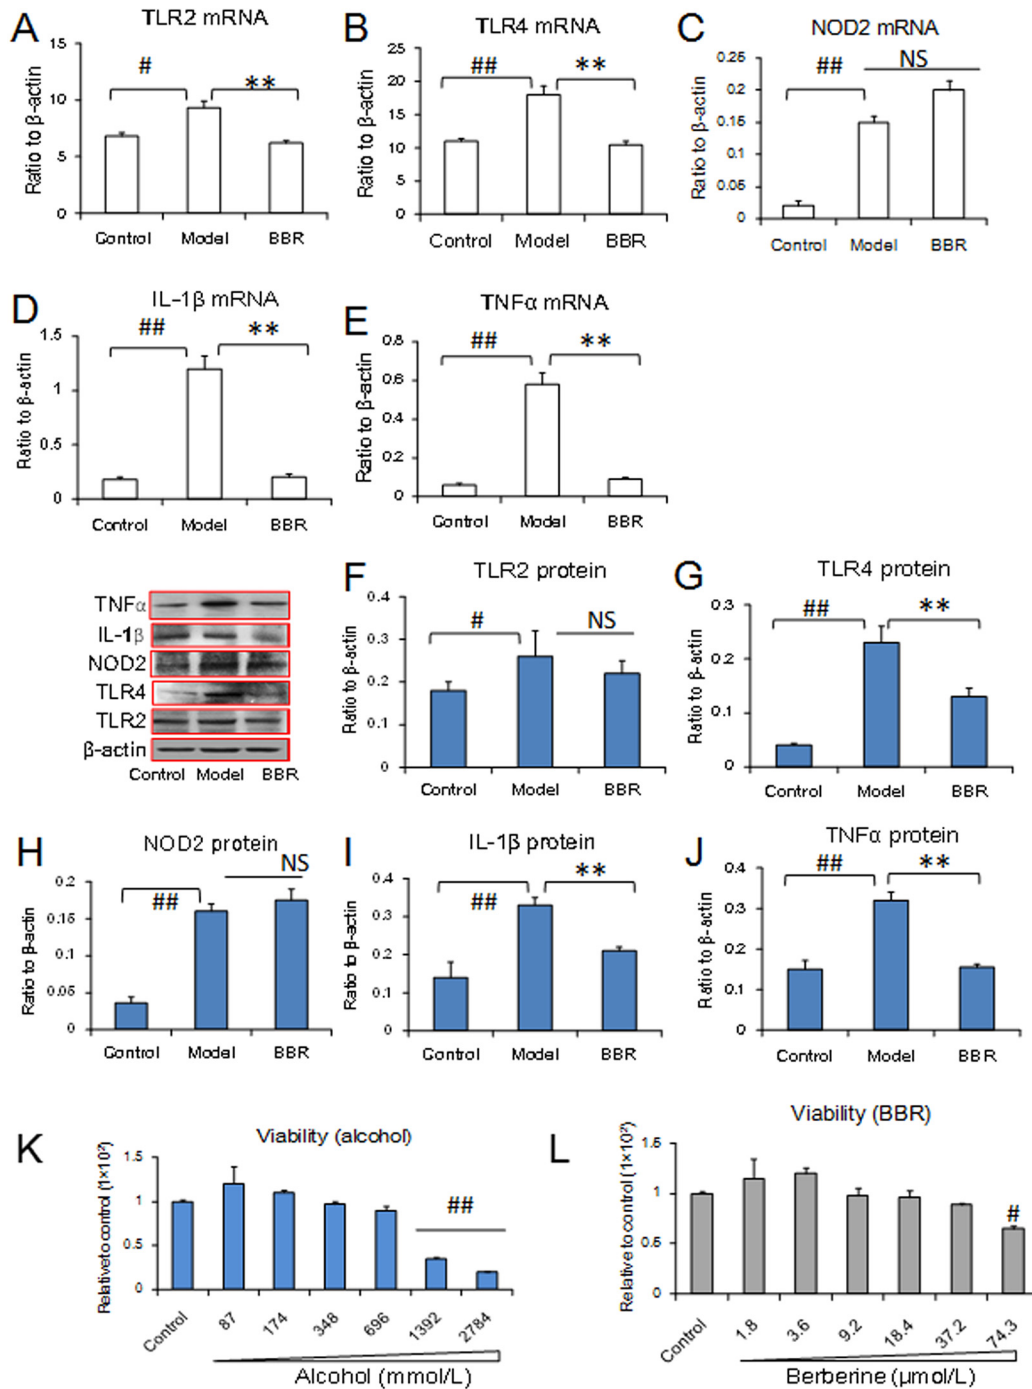 A
TLR2 mRNA
Ratio to β-actin
15
10
5
0
#
**
Control Model BBR
B
TLR4 mRNA
Ratio to β-actin
25
20
15
10
5
0
##
**
Control Model BBR
C
NOD2 mRNA
Ratio to β-actin
0.25
0.2
0.15
0.1
0.05
0
##
NS
Control Model BBR
D
IL-1β mRNA
Ratio to β-actin
1.5
1
0.5
0
##
**
Control Model BBR
E
TNFα mRNA
Ratio to β-actin
0.8
0.6
0.4
0.2
0
##
**
Control Model BBR
TNFα
IL-1β
NOD2
TLR4
TLR2
β-actin
Control Model BBR
F
TLR2 protein
Ratio to β-actin
0.4
0.3
0.2
0.1
0
#
NS
Control Model BBR
G
TLR4 protein
Ratio to β-actin
0.3
0.2
0.1
0
##
**
Control Model BBR
H
NOD2 protein
Ratio to β-actin
0.2
0.15
0.1
0.05
0
##
NS
Control Model BBR
I
IL-1β protein
Ratio to β-actin
0.4
0.3
0.2
0.1
0
##
**
Control Model BBR
J
TNFα protein
Ratio to β-actin
0.4
0.3
0.2
0.1
0
##
**
Control Model BBR
K
Viability (alcohol)
Relative to control (1×10²)
1.5
1
0.5
0
##
Control 87 174 348 696 1392 2784
Alcohol (mmol/L)
L
Viability (BBR)
Relative to control (1×10²)
1.5
1
0.5
0
#
Control 1.8 3.6 9.2 18.4 37.2 74.3
Berberine (μmol/L)